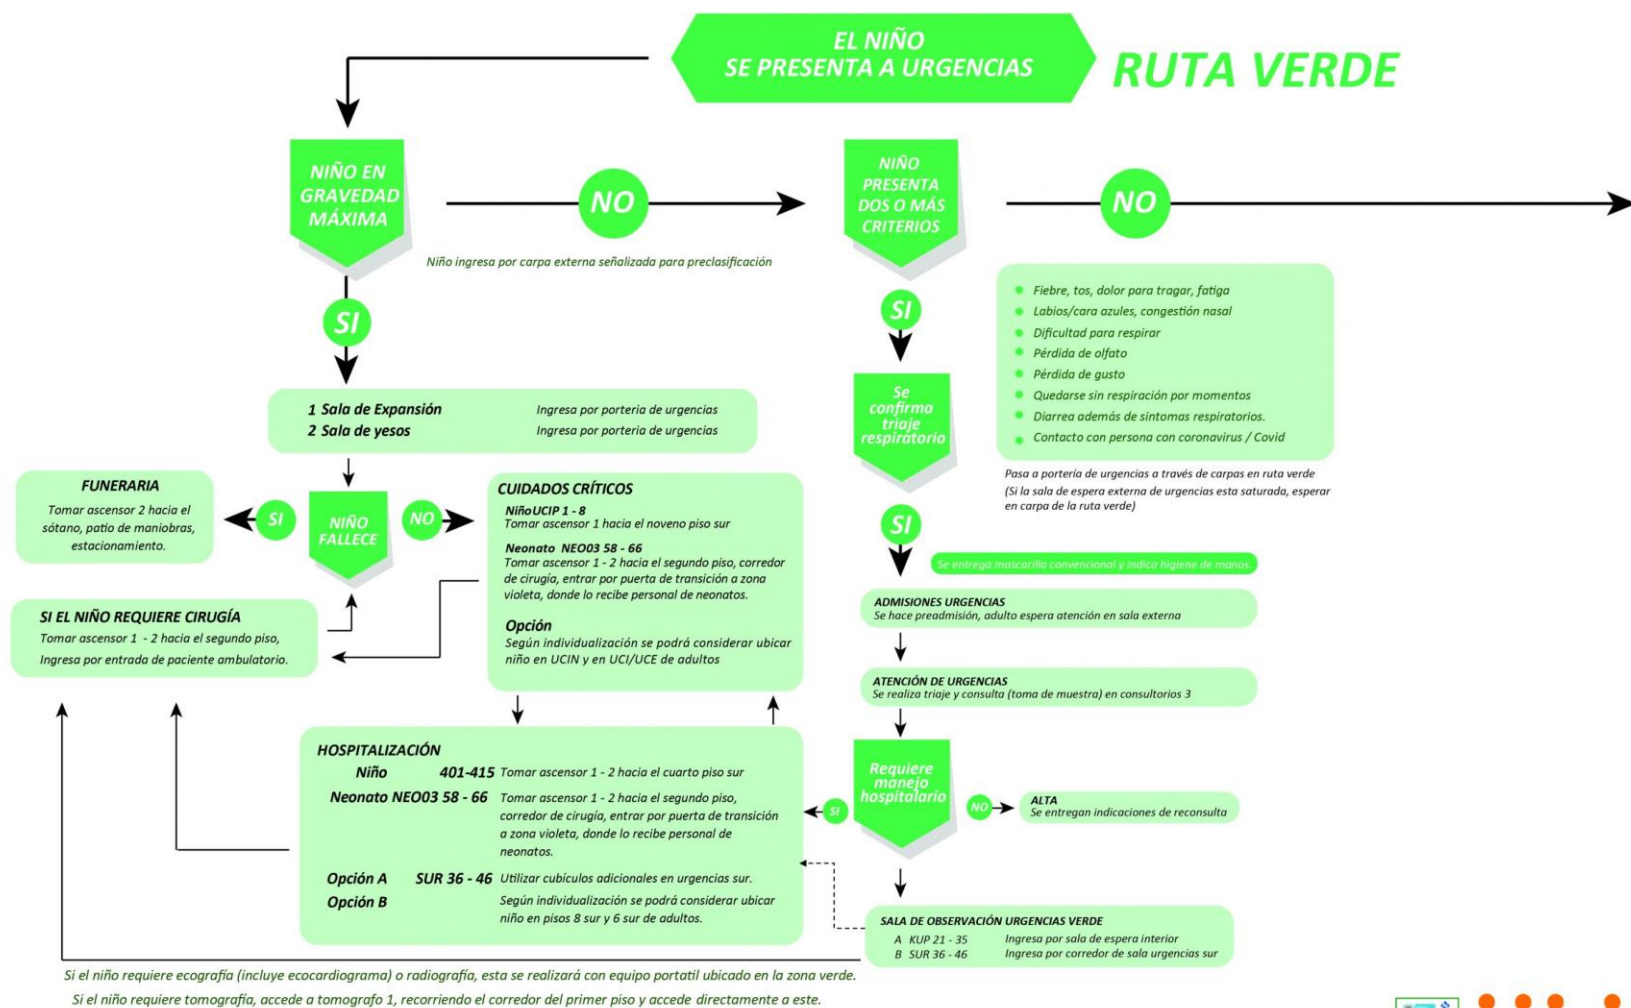 EL NIÑO
SE PRESENTA A URGENCIAS
RUTA VERDE
NIÑO EN
GRAVEDAD
MÁXIMA
NO
NIÑO
PRESENTA
DOS O MÁS
CRITERIOS
NO
Niño ingresa por carpa externa señalizada para preclasificación
SI
SI
Fiebre, tos, dolor para tragar, fatiga
Labios/cara azules, congestión nasal
Dificultad para respirar
Pérdida de olfato
Pérdida de gusto
Quedarse sin respiración por momentos
Diarrea además de sintomas respiratorios.
Contacto con persona con coronavirus / Covid
Se
confirma
triaje
respiratorio
Pasa a portería de urgencias a través de carpas en ruta verde
(Si la sala de espera externa de urgencias esta saturada, esperar
en carpa de la ruta verde)
1 Sala de Expansión Ingresa por porteria de urgencias
2 Sala de yesos Ingresa por porteria de urgencias
FUNERARIA
Tomar ascensor 2 hacia el
sótano, patio de maniobras,
estacionamiento.
SI
NIÑO
FALLECE
NO
CUIDADOS CRÍTICOS
NiñoUCIP 1 - 8
Tomar ascensor 1 hacia el noveno piso sur
Neonato NEO03 58 - 66
Tomar ascensor 1 - 2 hacia el segundo piso, corredor
de cirugía, entrar por puerta de transición a zona
violeta, donde lo recibe personal de neonatos.
Opción
Según individualización se podrá considerar ubicar
niño en UCIN y en UCI/UCE de adultos
SI EL NIÑO REQUIERE CIRUGÍA
Tomar ascensor 1 - 2 hacia el segundo piso,
Ingresa por entrada de paciente ambulatorio.
SI
Se entrega mascarilla convencional y indica higiene de manos.
ADMISIONES URGENCIAS
Se hace preadmisión, adulto espera atención en sala externa
ATENCIÓN DE URGENCIAS
Se realiza triaje y consulta (toma de muestra) en consultorios 3
HOSPITALIZACIÓN
Niño 401-415 Tomar ascensor 1 - 2 hacia el cuarto piso sur
Neonato NEO03 58 - 66 Tomar ascensor 1 - 2 hacia el segundo piso,
corredor de cirugía, entrar por puerta de transición
a zona violeta, donde lo recibe personal de
neonatos.
Opción A SUR 36 - 46 Utilizar cubículos adicionales en urgencias sur.
Opción B Según individualización se podrá considerar ubicar
niño en pisos 8 sur y 6 sur de adultos.
Requiere
manejo
hospitalario
SI
NO
ALTA
Se entregan indicaciones de reconsulta
SALA DE OBSERVACIÓN URGENCIAS VERDE
A KUP 21 - 35 Ingresa por sala de espera interior
B SUR 36 - 46 Ingresa por corredor de sala urgencias sur
Si el niño requiere ecografía (incluye ecocardiograma) o radiografía, esta se realizará con equipo portatil ubicado en la zona verde.
Si el niño requiere tomografía, accede a tomografo 1, recorriendo el corredor del primer piso y accede directamente a este.